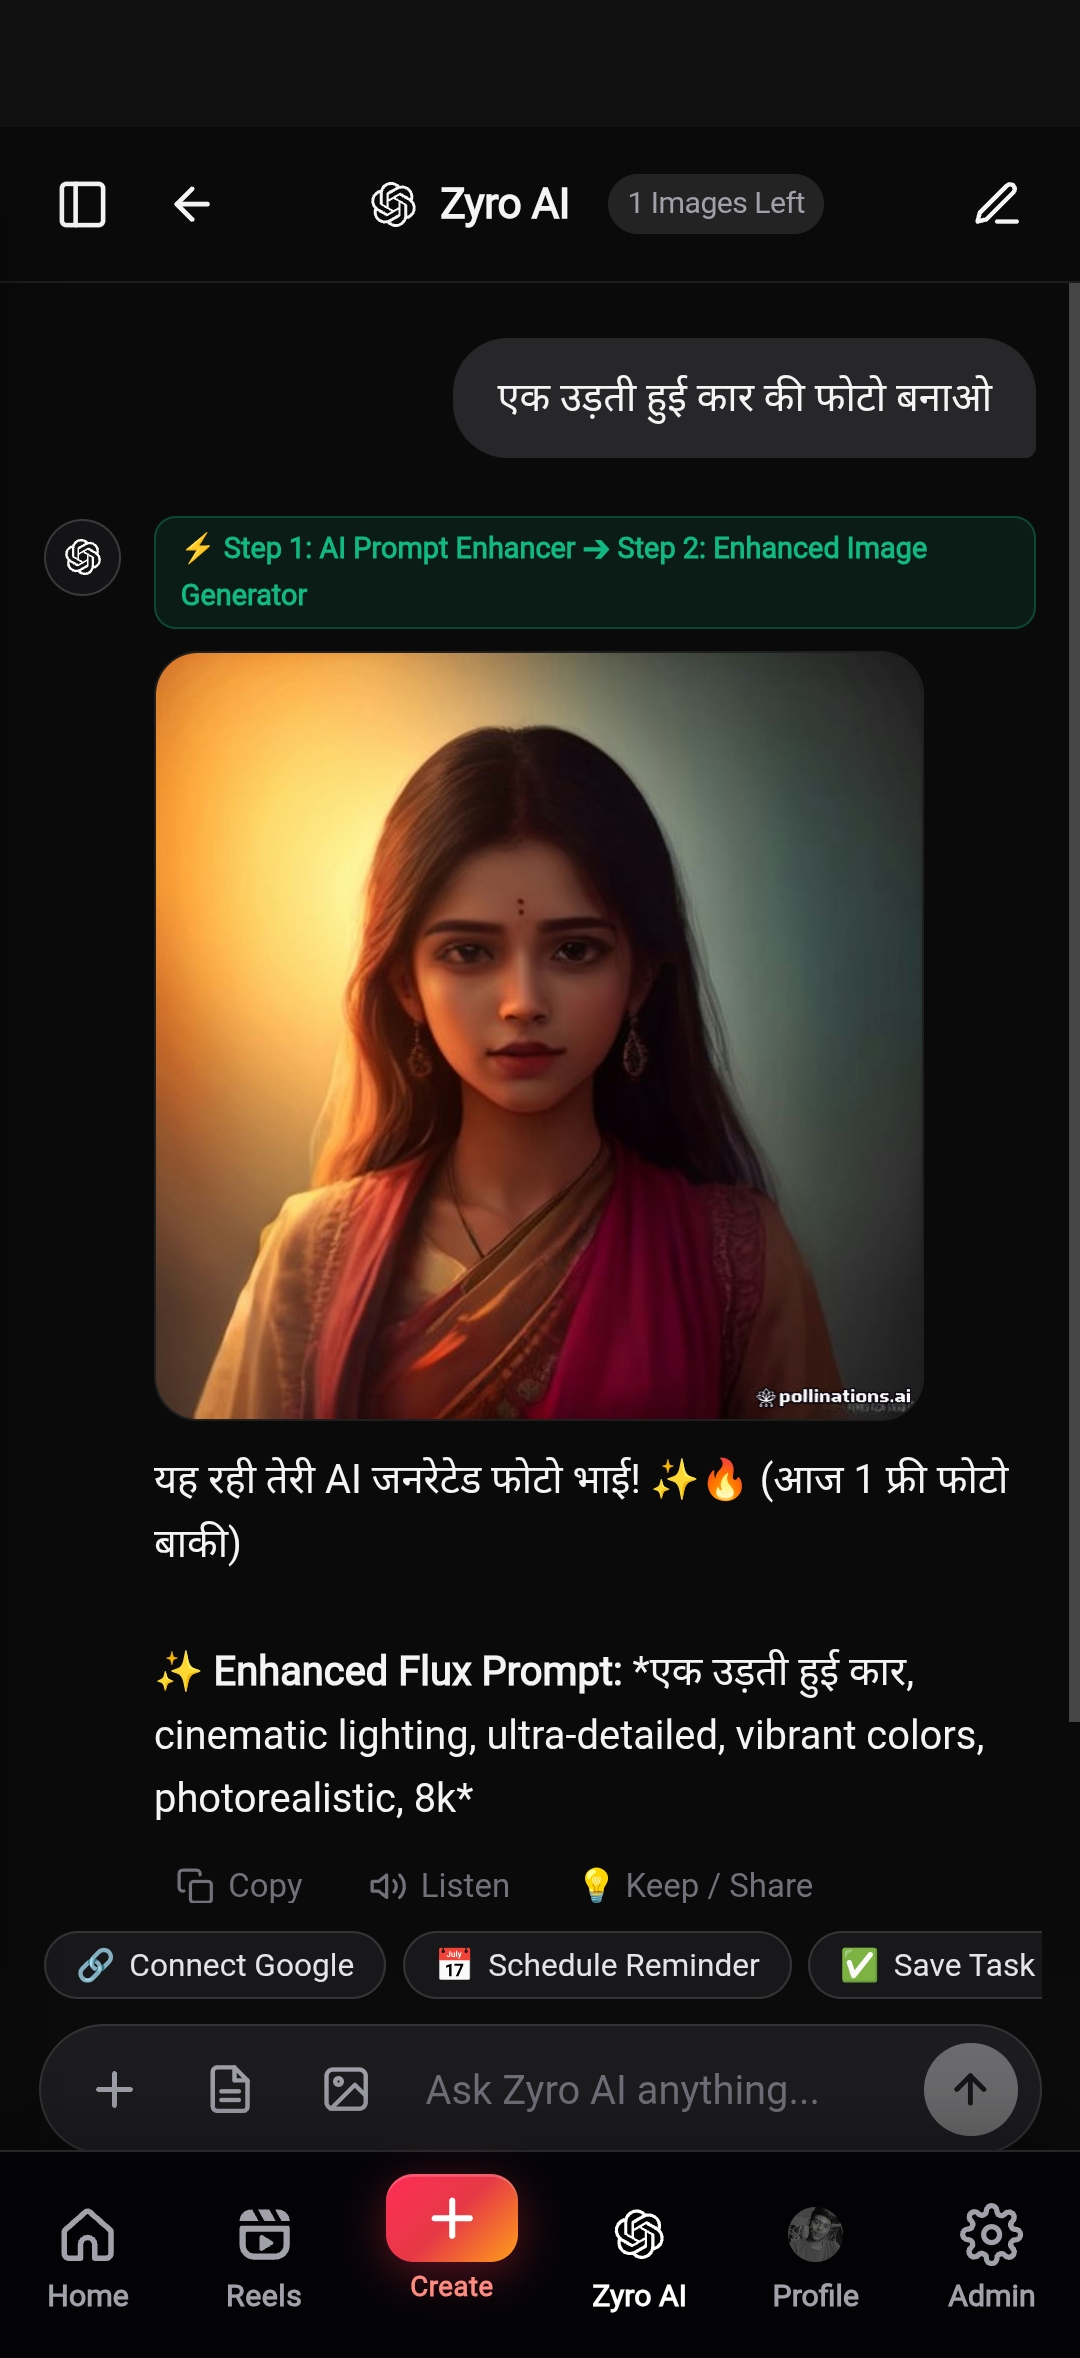 Zyro AI
1 Images Left
एक उड़ती हुई कार की फोटो बनाओ
⚡ Step 1: AI Prompt Enhancer ➔ Step 2: Enhanced Image
Generator
pollinations.ai
यह रही तेरी AI जनरेटेड फोटो भाई! ✨🔥 (आज 1 फ्री फोटो
बाकी)
✨ Enhanced Flux Prompt: *एक उड़ती हुई कार,
cinematic lighting, ultra-detailed, vibrant colors,
photorealistic, 8k*
Copy
Listen
💡 Keep / Share
🔗 Connect Google
📅 Schedule Reminder
✅ Save Task
Ask Zyro AI anything...
Home
Reels
Create
Zyro AI
Profile
Admin